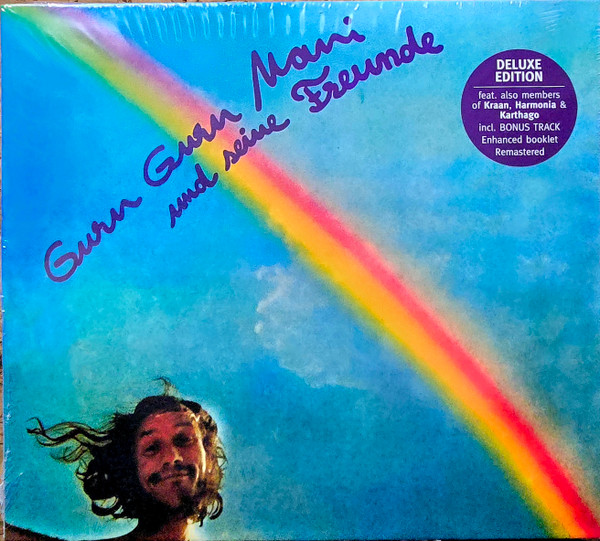 Guru Guru Mani
und seine Freunde
DELUXE
EDITION
feat. also members
of Kraan, Harmonia &
Karthago
incl. BONUS TRACK
Enhanced booklet
Remastered